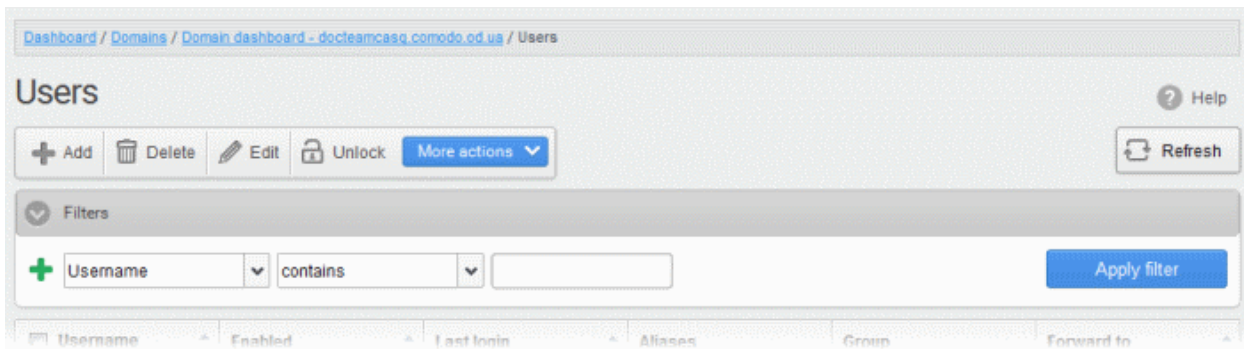 Dashboard / Domains / Domain dashboard - docteamcasg.comodo.od.ua / Users
Users
Help
Add Delete Edit Unlock More actions Refresh
Filters
Username contains Apply filter
Username Enabled Last login Aliases Group Forward to